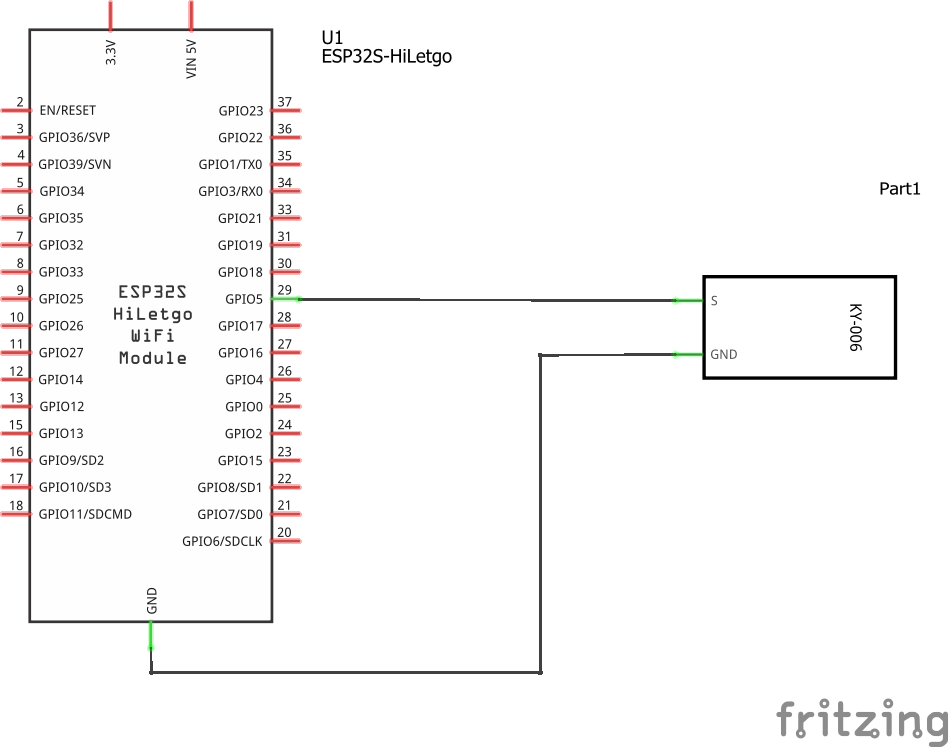 3.3V
VIN 5V
U1
ESP32S-HiLetgo
2 EN/RESET
3 GPIO36/SVP
4 GPIO39/SVN
5 GPIO34
6 GPIO35
7 GPIO32
8 GPIO33
9 GPIO25
10 GPIO26
11 GPIO27
12 GPIO14
13 GPIO12
15 GPIO13
16 GPIO9/SD2
17 GPIO10/SD3
18 GPIO11/SDCMD
ESP32S
HiLetgo
WiFi
Module
GPIO23 37
GPIO22 36
GPIO1/TX0 35
GPIO3/RX0 34
GPIO21 33
GPIO19 31
GPIO18 30
GPIO5 29
GPIO17 28
GPIO16 27
GPIO4 26
GPIO0 25
GPIO2 24
GPIO15 23
GPIO8/SD1 22
GPIO7/SD0 21
GPIO6/SDCLK 20
GND
Part1
S
GND
KY-006
fritzing